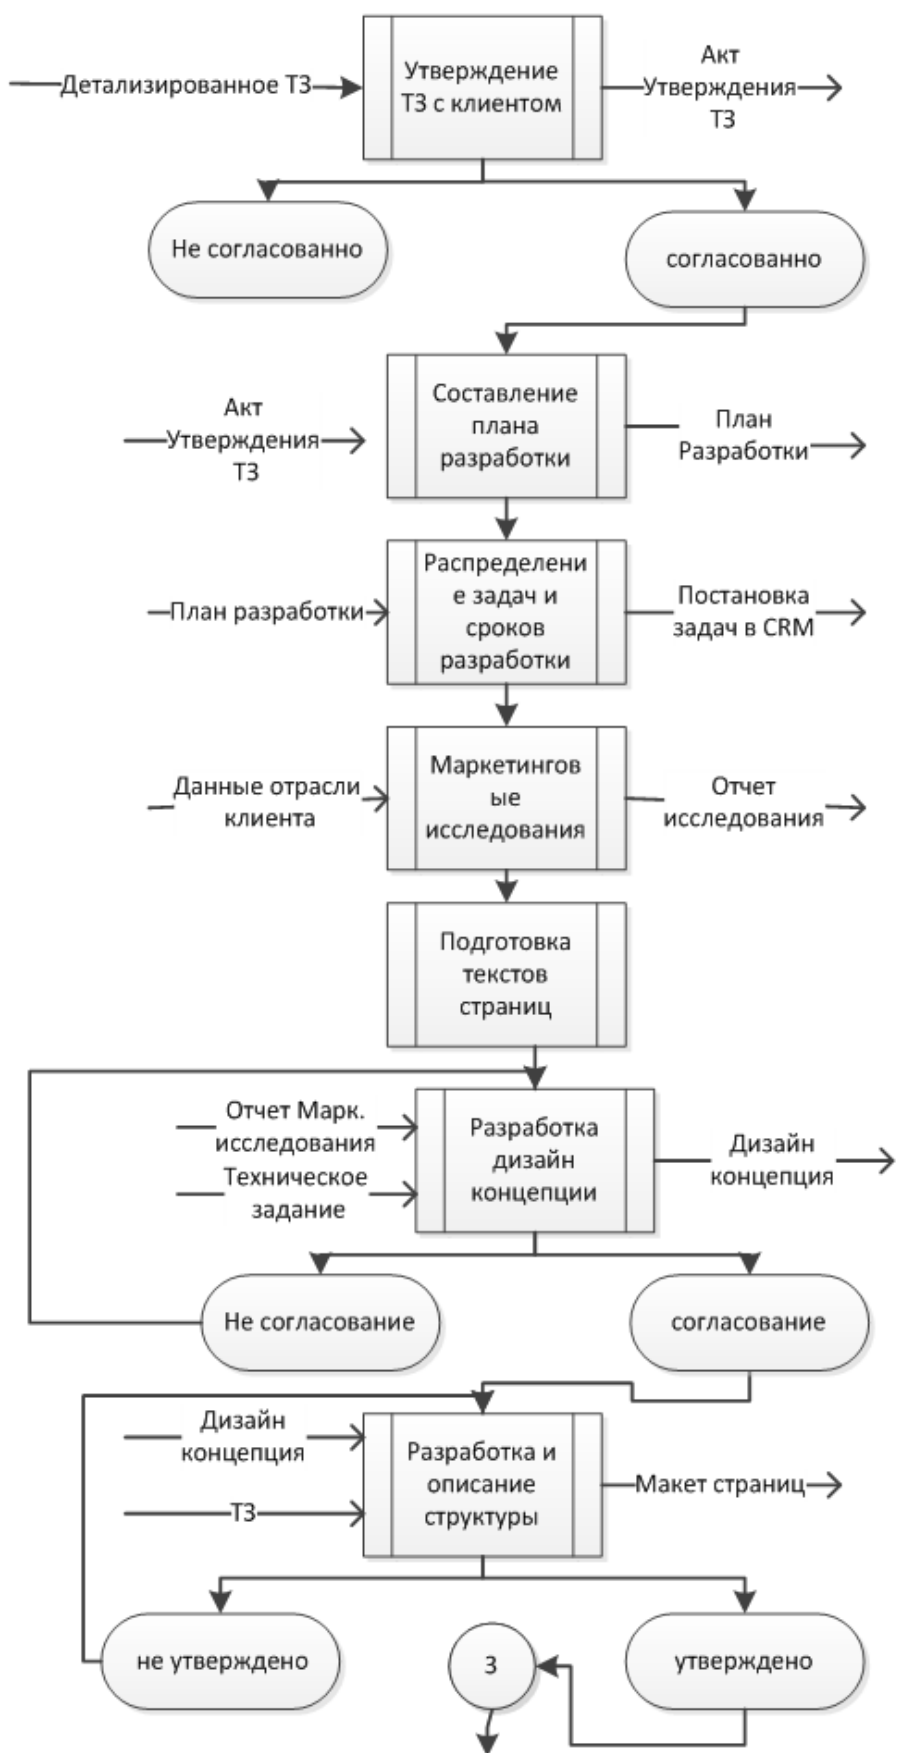 Детализированное ТЗ
Утверждение
ТЗ с клиентом
Акт
Утверждения
ТЗ
Не согласованно
согласованно
Акт
Утверждения
ТЗ
Составление
плана
разработки
План
Разработки
План разработки
Распределени
е задач и
сроков
разработки
Постановка
задач в CRM
Данные отрасли
клиента
Маркетингов
ые
исследования
Отчет
исследования
Подготовка
текстов
страниц
Отчет Марк.
исследования
Техническое
задание
Разработка
дизайн
концепции
Дизайн
концепция
Не согласование
согласование
Дизайн
концепция
ТЗ
Разработка и
описание
структуры
Макет страниц
не утверждено
3
утверждено